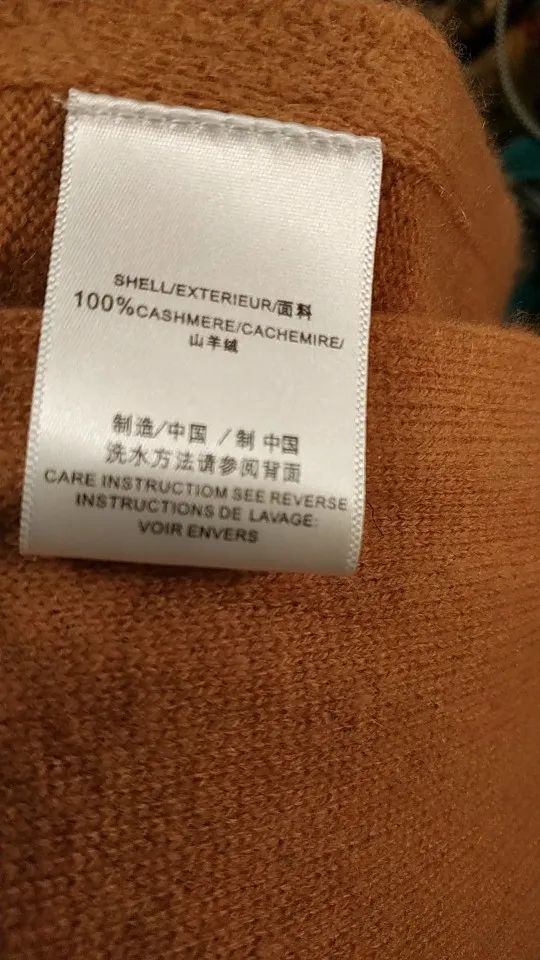 SHELL/EXTERIEUR/面料
100%CASHMERE/CACHEMIRE/
山羊绒
制造/中国 /制 中国
洗水方法请参阅背面
CARE INSTRUCTIOM SEE REVERSE
INSTRUCTIONS DE LAVAGE:
VOIR ENVERS